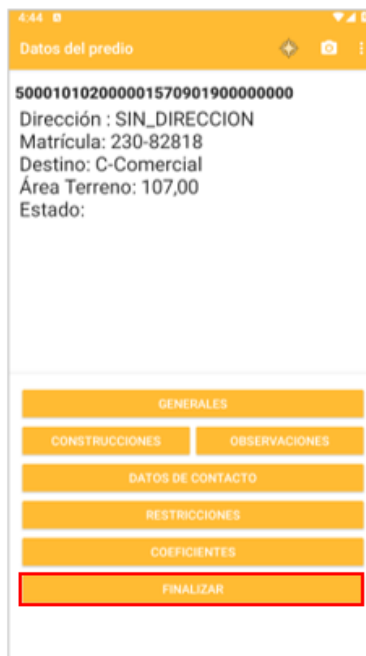 4:44
Datos del predio
500010102000001570901900000000
Dirección : SIN_DIRECCION
Matrícula: 230-82818
Destino: C-Comercial
Área Terreno: 107,00
Estado:
GENERALES
CONSTRUCCIONES OBSERVACIONES
DATOS DE CONTACTO
RESTRICCIONES
COEFICIENTES
FINALIZAR